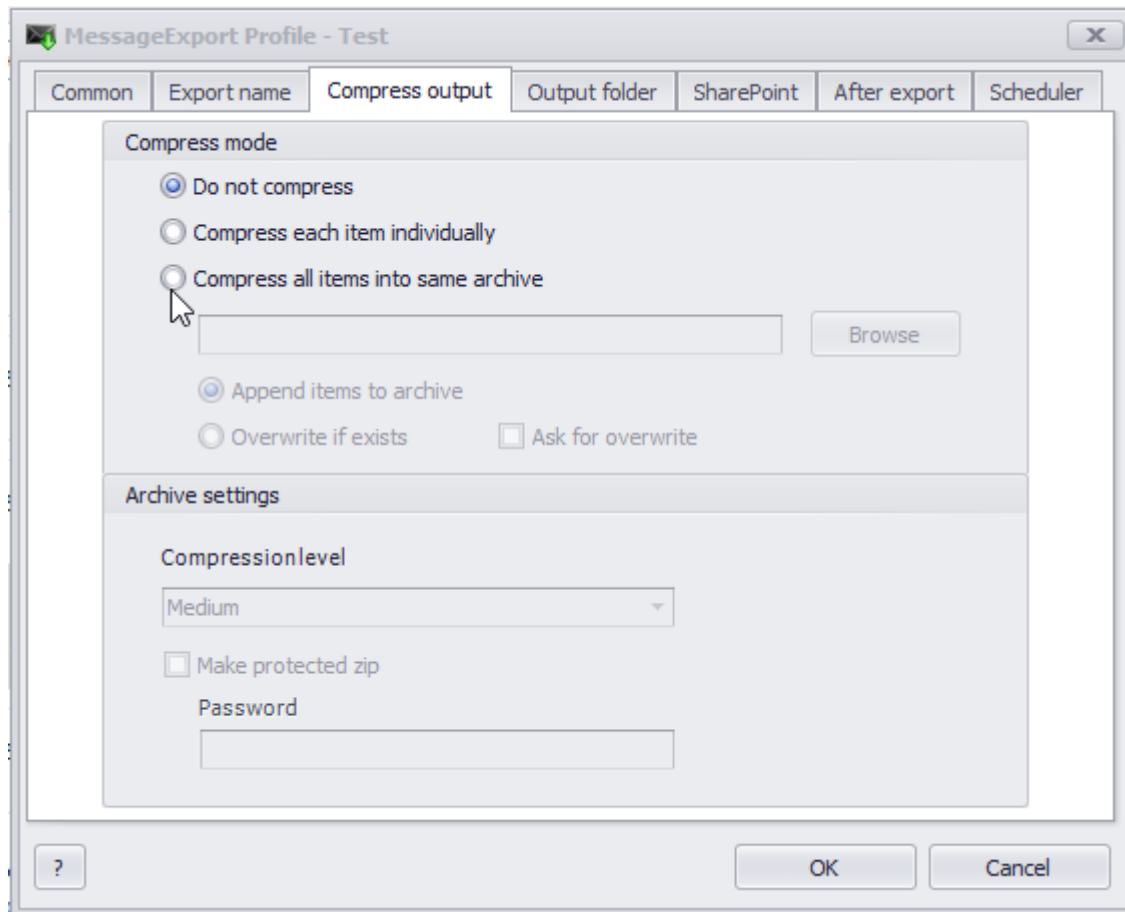 MessageExport Profile - Test
Common Export name Compress output Output folder SharePoint After export Scheduler
Compress mode
Do not compress
Compress each item individually
Compress all items into same archive
Browse
Append items to archive
Overwrite if exists Ask for overwrite
Archive settings
Compressionlevel
Medium
Make protected zip
Password
? OK Cancel